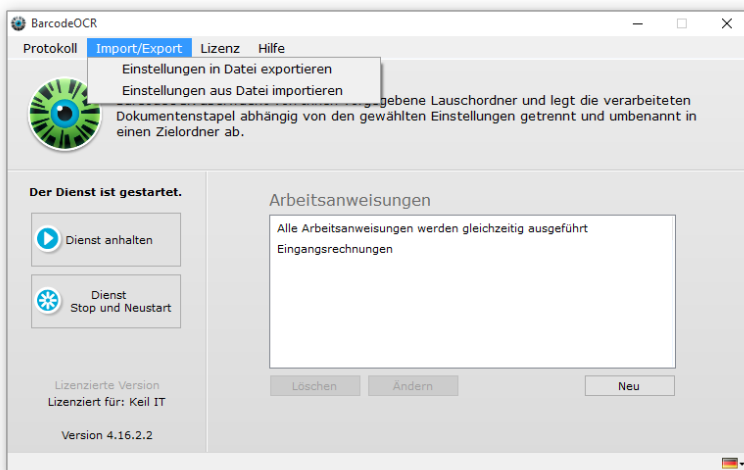 BarcodeOCR
Protokoll Import/Export Lizenz Hilfe
Einstellungen in Datei exportieren
Einstellungen aus Datei importieren
gebene Lauschordner und legt die verarbeiteten
Dokumentenstapel abhängig von den gewählten Einstellungen getrennt und umbenannt in
einen Zielordner ab.
Der Dienst ist gestartet.
Dienst anhalten
Dienst
Stop und Neustart
Lizenzierte Version
Lizenziert für: Keil IT
Version 4.16.2.2
Arbeitsanweisungen
Alle Arbeitsanweisungen werden gleichzeitig ausgeführt
Eingangsrechnungen
Löschen Ändern Neu